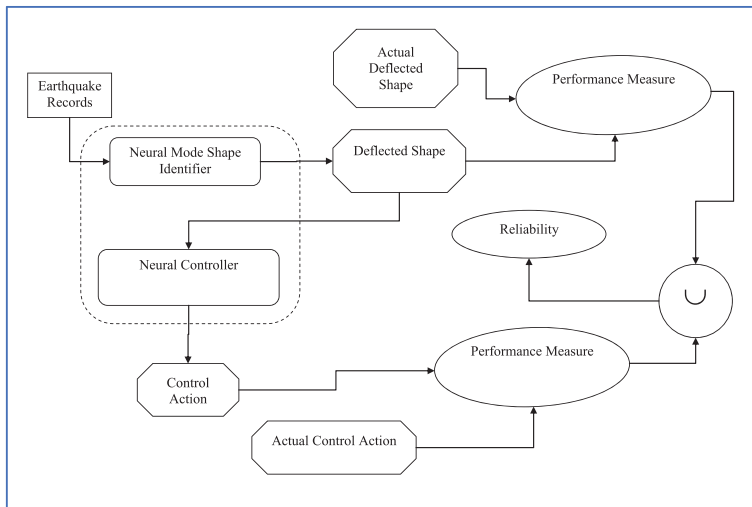 Earthquake
Records
Actual
Deflected
Shape
Performance Measure
Neural Mode Shape
Identifier
Deflected Shape
Reliability
Neural Controller
∪
Performance Measure
Control
Action
Actual Control Action